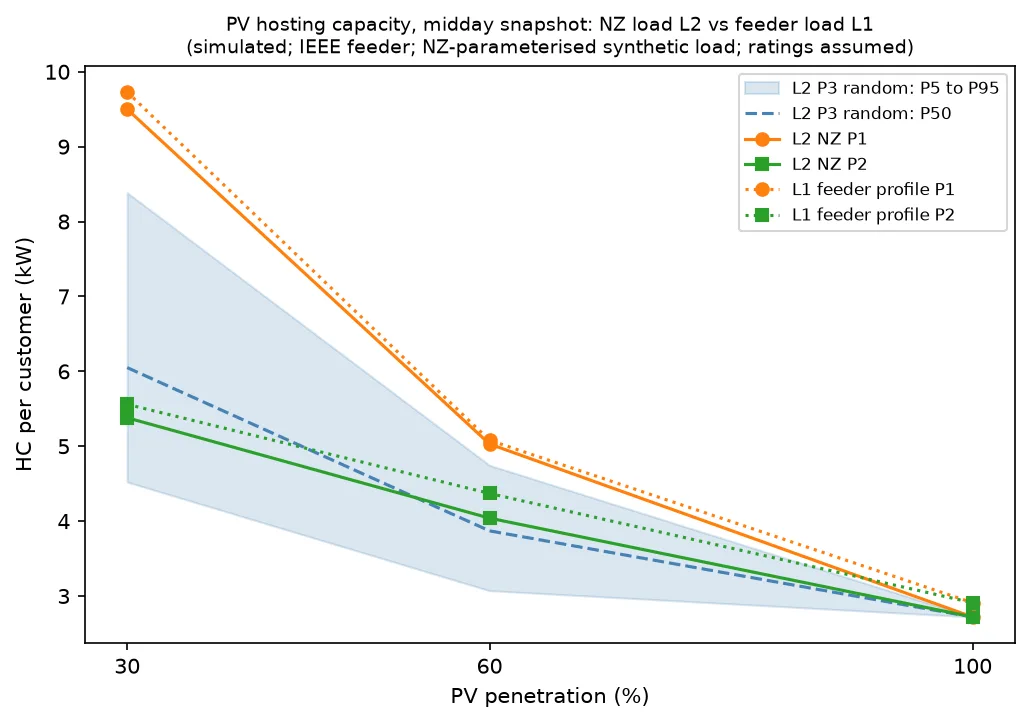 PV hosting capacity, midday snapshot: NZ load L2 vs feeder load L1
(simulated; IEEE feeder; NZ-parameterised synthetic load; ratings assumed)
L2 P3 random: P5 to P95
L2 P3 random: P50
L2 NZ P1
L2 NZ P2
L1 feeder profile P1
L1 feeder profile P2
HC per customer (kW)
10
9
8
7
6
5
4
3
30
60
100
PV penetration (%)